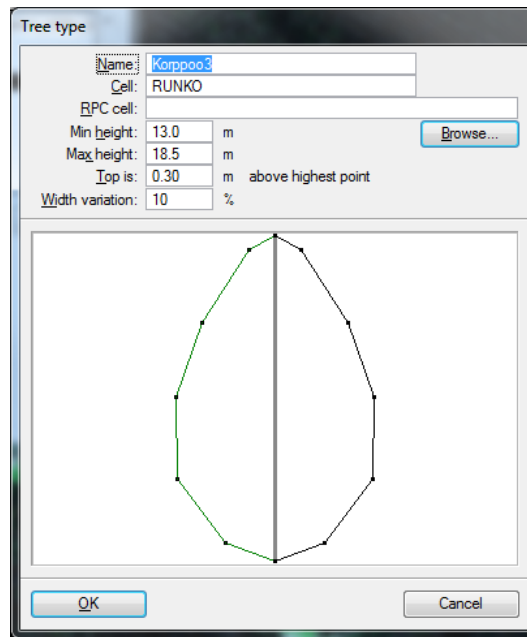 Tree type
Name: Korppoo3
Cell: RUNKO
RPC cell:
Min height: 13.0 m Browse...
Max height: 18.5 m
Top is: 0.30 m above highest point
Width variation: 10 %
OK Cancel